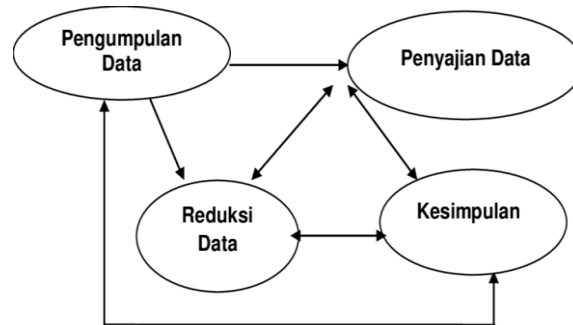 Pengumpulan
Data
Penyajian Data
Reduksi
Data
Kesimpulan